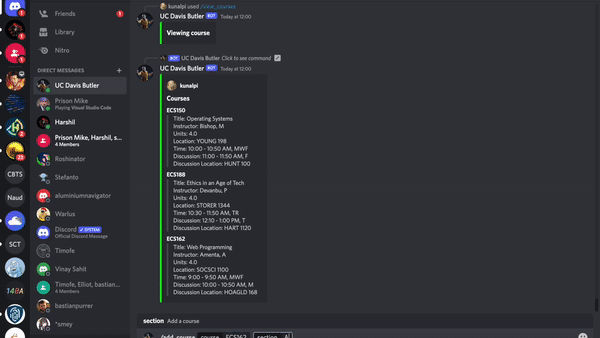 kunalpi used /view_courses
UC Davis Butler BOT Today at 12:00
Viewing course
BOT UC Davis Butler Click to see command
UC Davis Butler BOT Today at 12:00
kunalpi
Courses
ECS150
Title: Operating Systems
Instructor: Bishop, M
Units: 4.0
Location: YOUNG 198
Time: 10:00 - 10:50 AM, MWF
Discussion: 11:00 - 11:50 AM, F
Discussion Location: HUNT 100
ECS188
Title: Ethics in an Age of Tech
Instructor: Devanbu, P
Units: 4.0
Location: STORER 1344
Time: 10:30 - 11:50 AM, TR
Discussion: 12:10 - 1:00 PM, T
Discussion Location: HART 1120
ECS162
Title: Web Programming
Instructor: Amenta, A
Units: 4.0
Location: SOCSCI 1100
Time: 9:00 - 9:50 AM, MWF
Discussion: 10:00 - 10:50 AM, M
Discussion Location: HOAGLD 168
section Add a course
/add_course course ECS162 section A
Friends 1
Library
Nitro
DIRECT MESSAGES +
UC Davis Butler
Prison Mike
Playing Visual Studio Code
Harshil
Prison Mike, Harshil, s...
4 Members
Roshinator
Stefanto
aluminiumnavigator
Warlus
Discord SYSTEM
Official Discord Message
Timofe
Vinay Sahit
Timofe, Elliot, bastian...
4 Members
bastianpurrer
^smey
1
1
1
2
23
CBTS
Naud
SCT